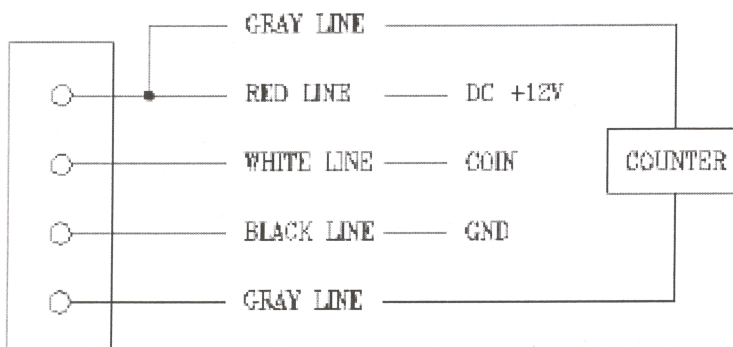 GRAY LINE
RED LINE DC +12V
WHITE LINE COIN
COUNTER
BLACK LINE GND
GRAY LINE